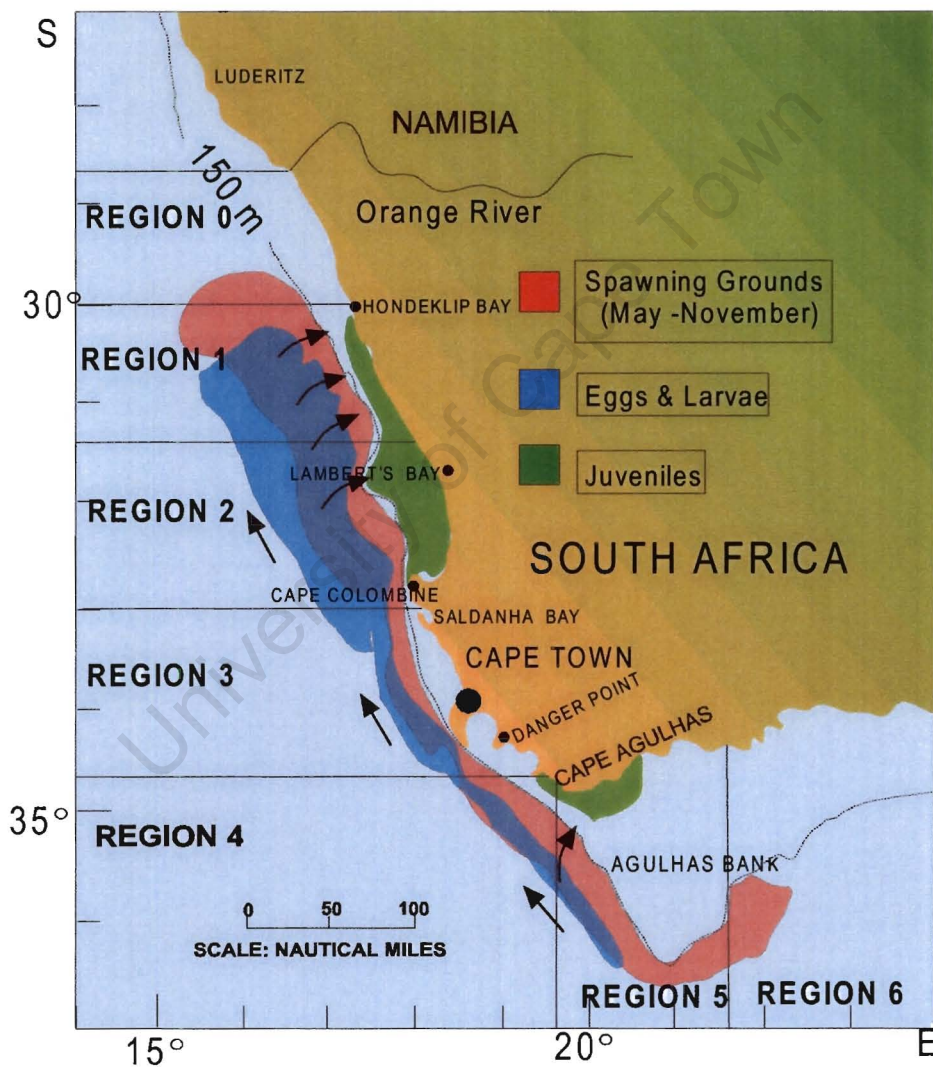 S
LUDERITZ
NAMIBIA
150 m
REGION 0
Orange River
Spawning Grounds
(May -November)
30°
HONDEKLIP BAY
REGION 1
Eggs & Larvae
LAMBERT'S BAY
Juveniles
REGION 2
SOUTH AFRICA
CAPE COLOMBINE
SALDANHA BAY
CAPE TOWN
REGION 3
DANGER POINT
CAPE AGULHAS
35°
REGION 4
AGULHAS BANK
0 50 100
SCALE: NAUTICAL MILES
REGION 5
REGION 6
15°
20°
E
University of Cape Town